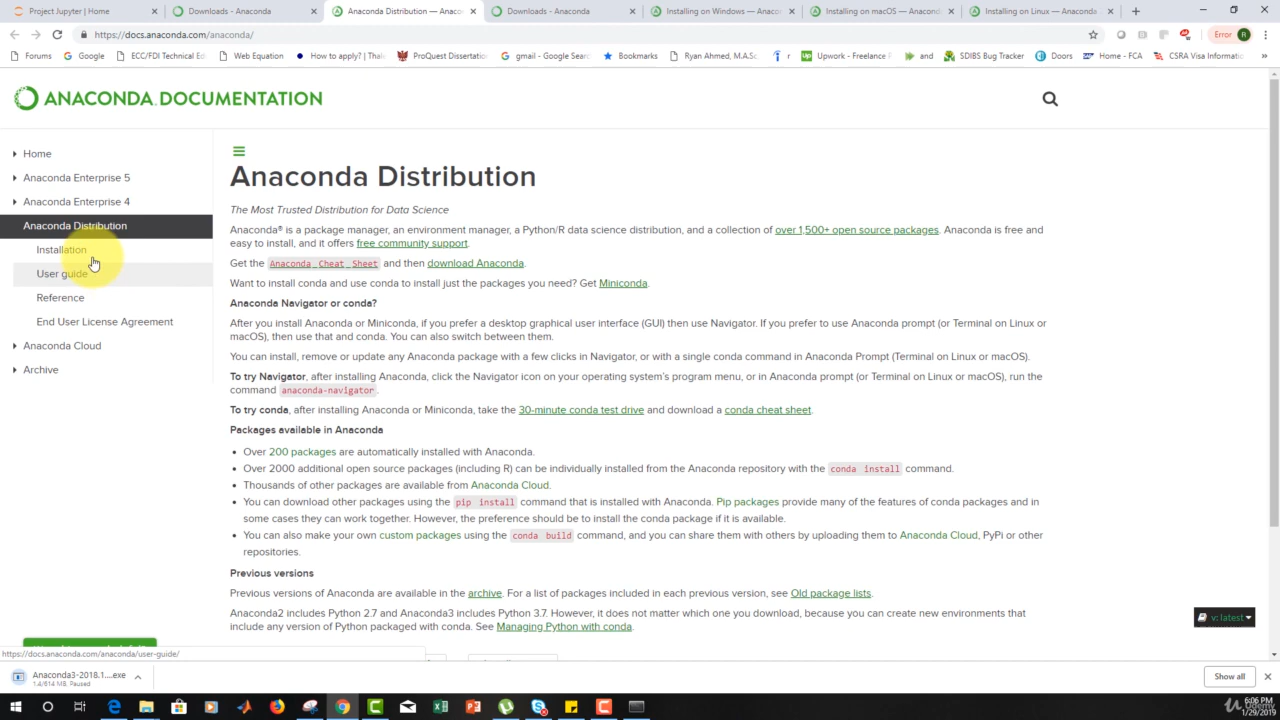 Project Jupyter | Home
Downloads - Anaconda
Anaconda Distribution — Anaco
Downloads - Anaconda
Installing on Windows — Anacon
Installing on macOS — Anaconda
Installing on Linux — Anaconda
https://docs.anaconda.com/anaconda/
Error
R
Forums
Google
ECC/FDI Technical Ed
Web Equation
How to apply? | Thale
ProQuest Dissertation
gmail - Google Searc
Bookmarks
Ryan Ahmed, M.A.Sc
Upwork - Freelance
and
SDIBS Bug Tracker
Doors
Home - FCA
CSRA Visa Informatio
»
ANACONDA DOCUMENTATION
Home
Anaconda Enterprise 5
Anaconda Enterprise 4
Anaconda Distribution
Installation
User guide
Reference
End User License Agreement
Anaconda Cloud
Archive
Anaconda Distribution
The Most Trusted Distribution for Data Science
Anaconda® is a package manager, an environment manager, a Python/R data science distribution, and a collection of over 1,500+ open source packages. Anaconda is free and
easy to install, and it offers free community support.
Get the Anaconda Cheat Sheet and then download Anaconda.
Want to install conda and use conda to install just the packages you need? Get Miniconda.
Anaconda Navigator or conda?
After you install Anaconda or Miniconda, if you prefer a desktop graphical user interface (GUI) then use Navigator. If you prefer to use Anaconda prompt (or Terminal on Linux or
macOS), then use that and conda. You can also switch between them.
You can install, remove or update any Anaconda package with a few clicks in Navigator, or with a single conda command in Anaconda Prompt (Terminal on Linux or macOS).
To try Navigator, after installing Anaconda, click the Navigator icon on your operating system's program menu, or in Anaconda prompt (or Terminal on Linux or macOS), run the
command anaconda-navigator.
To try conda, after installing Anaconda or Miniconda, take the 30-minute conda test drive and download a conda cheat sheet.
Packages available in Anaconda
• Over 200 packages are automatically installed with Anaconda.
• Over 2000 additional open source packages (including R) can be individually installed from the Anaconda repository with the conda install command.
• Thousands of other packages are available from Anaconda Cloud.
• You can download other packages using the pip install command that is installed with Anaconda. Pip packages provide many of the features of conda packages and in
some cases they can work together. However, the preference should be to install the conda package if it is available.
• You can also make your own custom packages using the conda build command, and you can share them with others by uploading them to Anaconda Cloud, PyPi or other
repositories.
Previous versions
Previous versions of Anaconda are available in the archive. For a list of packages included in each previous version, see Old package lists.
Anaconda2 includes Python 2.7 and Anaconda3 includes Python 3.7. However, it does not matter which one you download, because you can create new environments that
include any version of Python packaged with conda. See Managing Python with conda.
v: latest
https://docs.anaconda.com/anaconda/user-guide/
Anaconda3-2018.1....exe
1.4/614 MB, Paused
Show all
6:06 PM
1/29/2019
Udemy